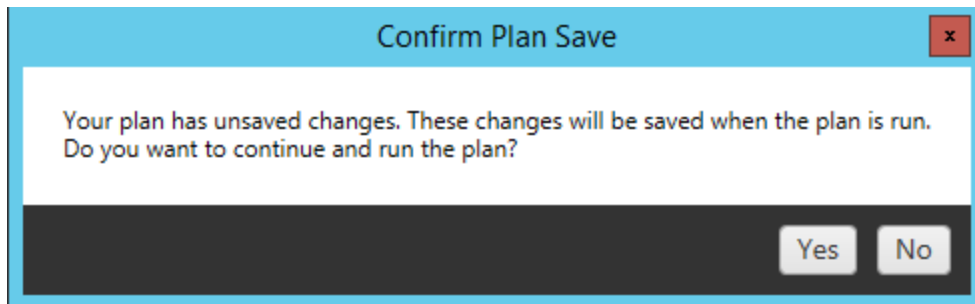 Confirm Plan Save
x
Your plan has unsaved changes. These changes will be saved when the plan is run.
Do you want to continue and run the plan?
Yes No